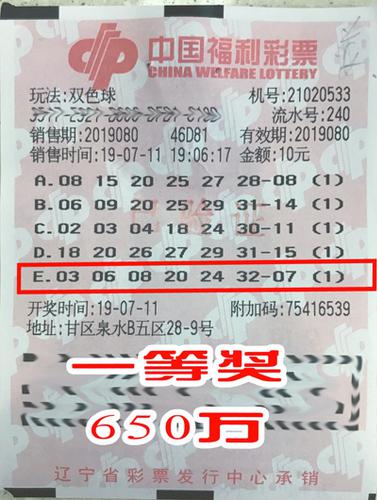 中国福利彩票
CHINA WELFARE LOTTERY
玩法:双色球 机号:21020533
流水号:240
销售期:2019080 46D81 有效期:2019080
销售时间:19-07-11 19:06:17 金额:10元
A.08 15 20 25 27 28-08 (1)
B.06 09 20 25 29 31-14 (1)
C.02 03 04 18 24 30-11 (1)
D.18 20 26 27 29 31-15 (1)
E.03 06 08 20 24 32-07 (1)
开奖时间:19-07-11 附加码:75416539
地址:甘区泉水B五区28-9号
一等奖
650万
辽宁省彩票发行中心承销